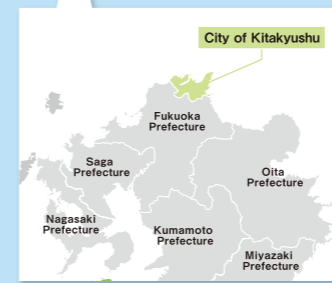 City of Kitakyushu
Fukuoka
Prefecture
Saga
Prefecture
Oita
Prefecture
Nagasaki
Prefecture
Kumamoto
Prefecture
Miyazaki
Prefecture